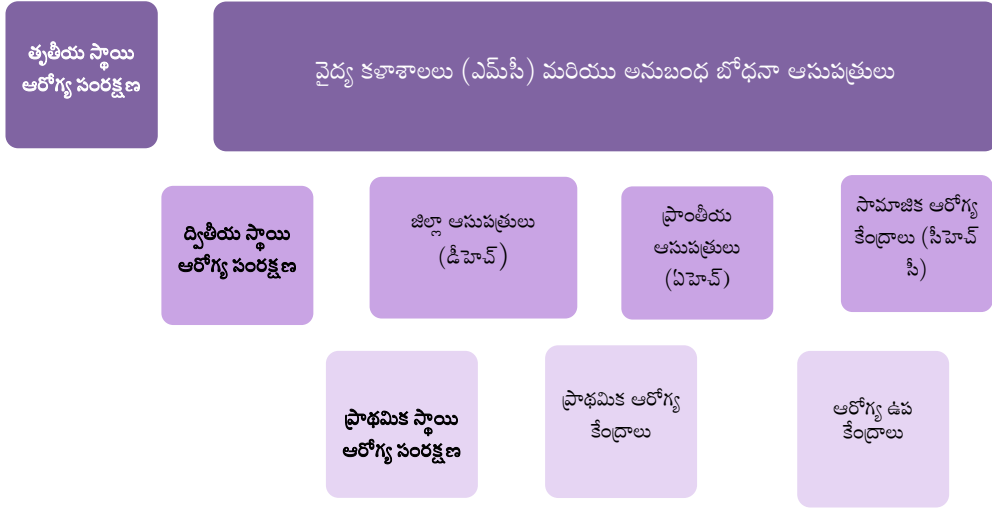 తృతీయ స్థాయి
ఆరోగ్య సంరక్షణ
వైద్య కళాశాలలు (ఎమ్‌సీ) మరియు అనుబంధ బోధనా ఆసుపత్రులు
ద్వితీయ స్థాయి
ఆరోగ్య సంరక్షణ
జిల్లా ఆసుపత్రులు
(డీహెచ్)
ప్రాంతీయ
ఆసుపత్రులు
(ఏహెచ్)
సామాజిక ఆరోగ్య
కేంద్రాలు (సీహెచ్
సీ)
ప్రాథమిక స్థాయి
ఆరోగ్య సంరక్షణ
ప్రాథమిక ఆరోగ్య
కేంద్రాలు
ఆరోగ్య ఉప
కేంద్రాలు